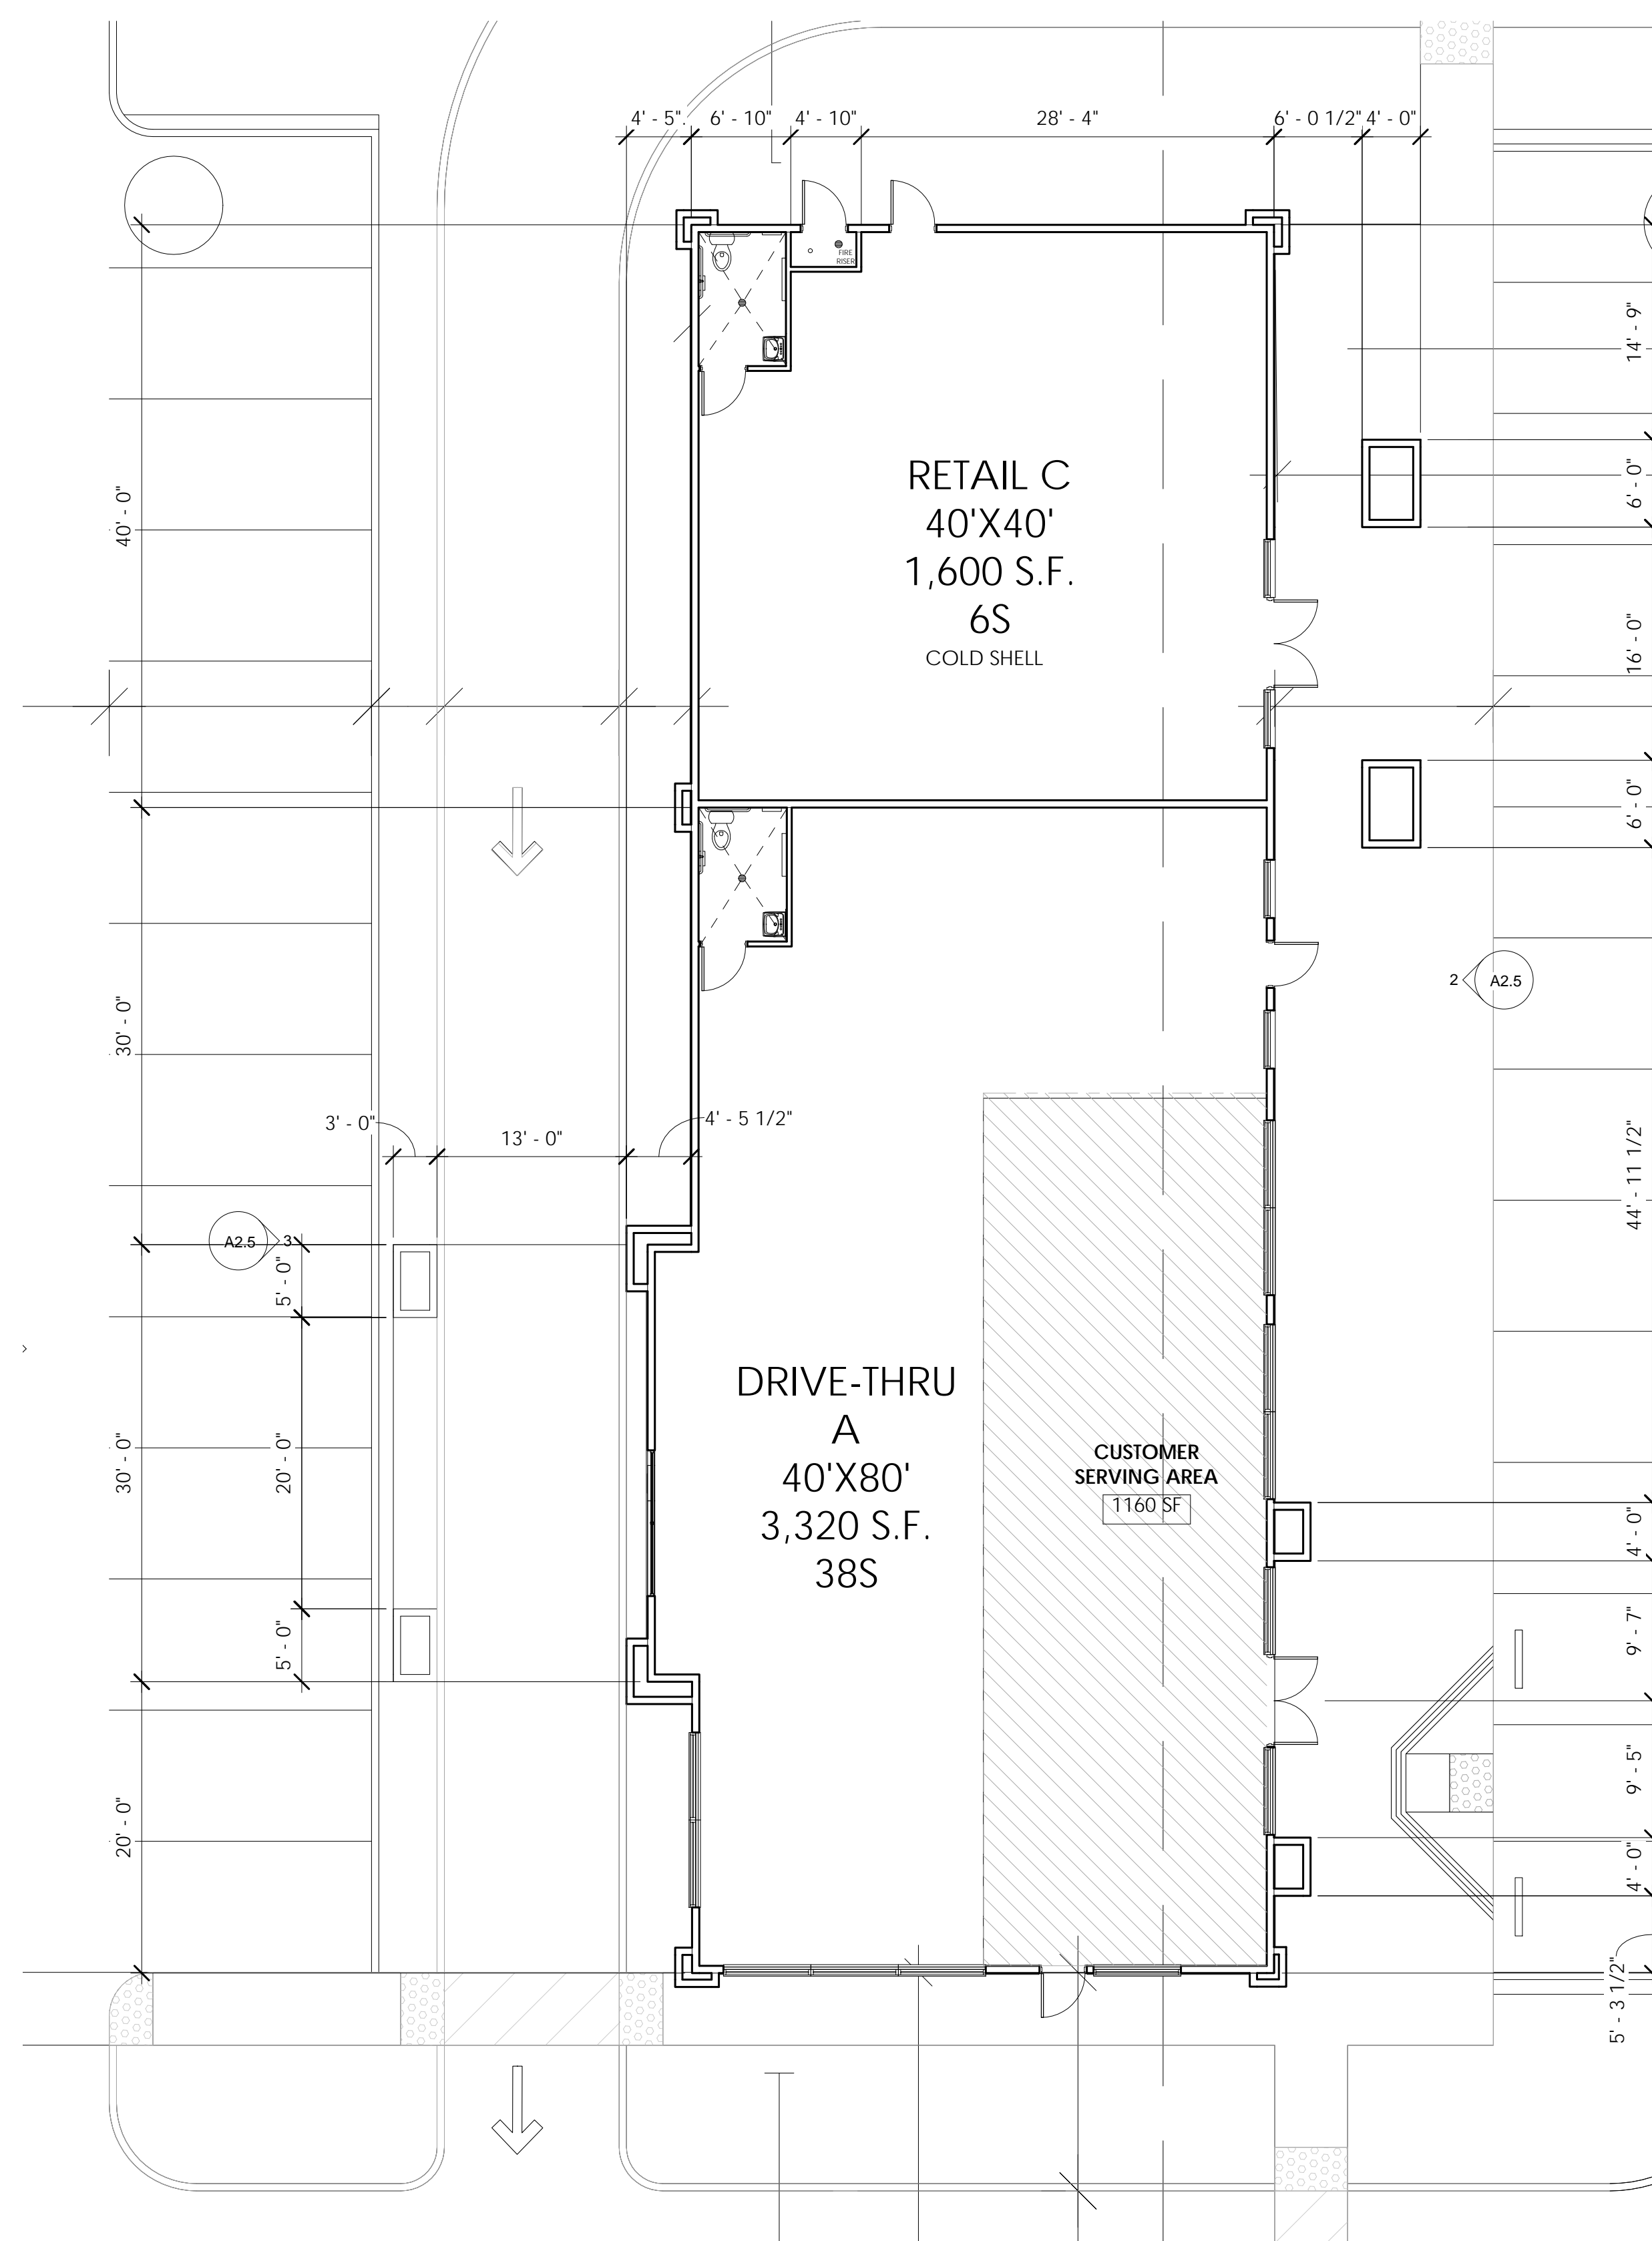 4' - 5" 6' - 10" 4' - 10" 28' - 4" 6' - 0 1/2" 4' - 0"
FIRE
RISER
14' - 9"
40' - 0"
6' - 0"
RETAIL C
40'X40'
1,600 S.F.
6S
COLD SHELL
16' - 0"
6' - 0"
2 A2.5
30' - 0"
3' - 0"
13' - 0"
4' - 5 1/2"
44' - 11 1/2"
A2.5 3
5' - 0"
DRIVE-THRU
A
40'X80'
3,320 S.F.
38S
CUSTOMER
SERVING AREA
1160 SF
30' - 0"
20' - 0"
4' - 0"
5' - 0"
9' - 7"
20' - 0"
9' - 5"
4' - 0"
5' - 3 1/2"